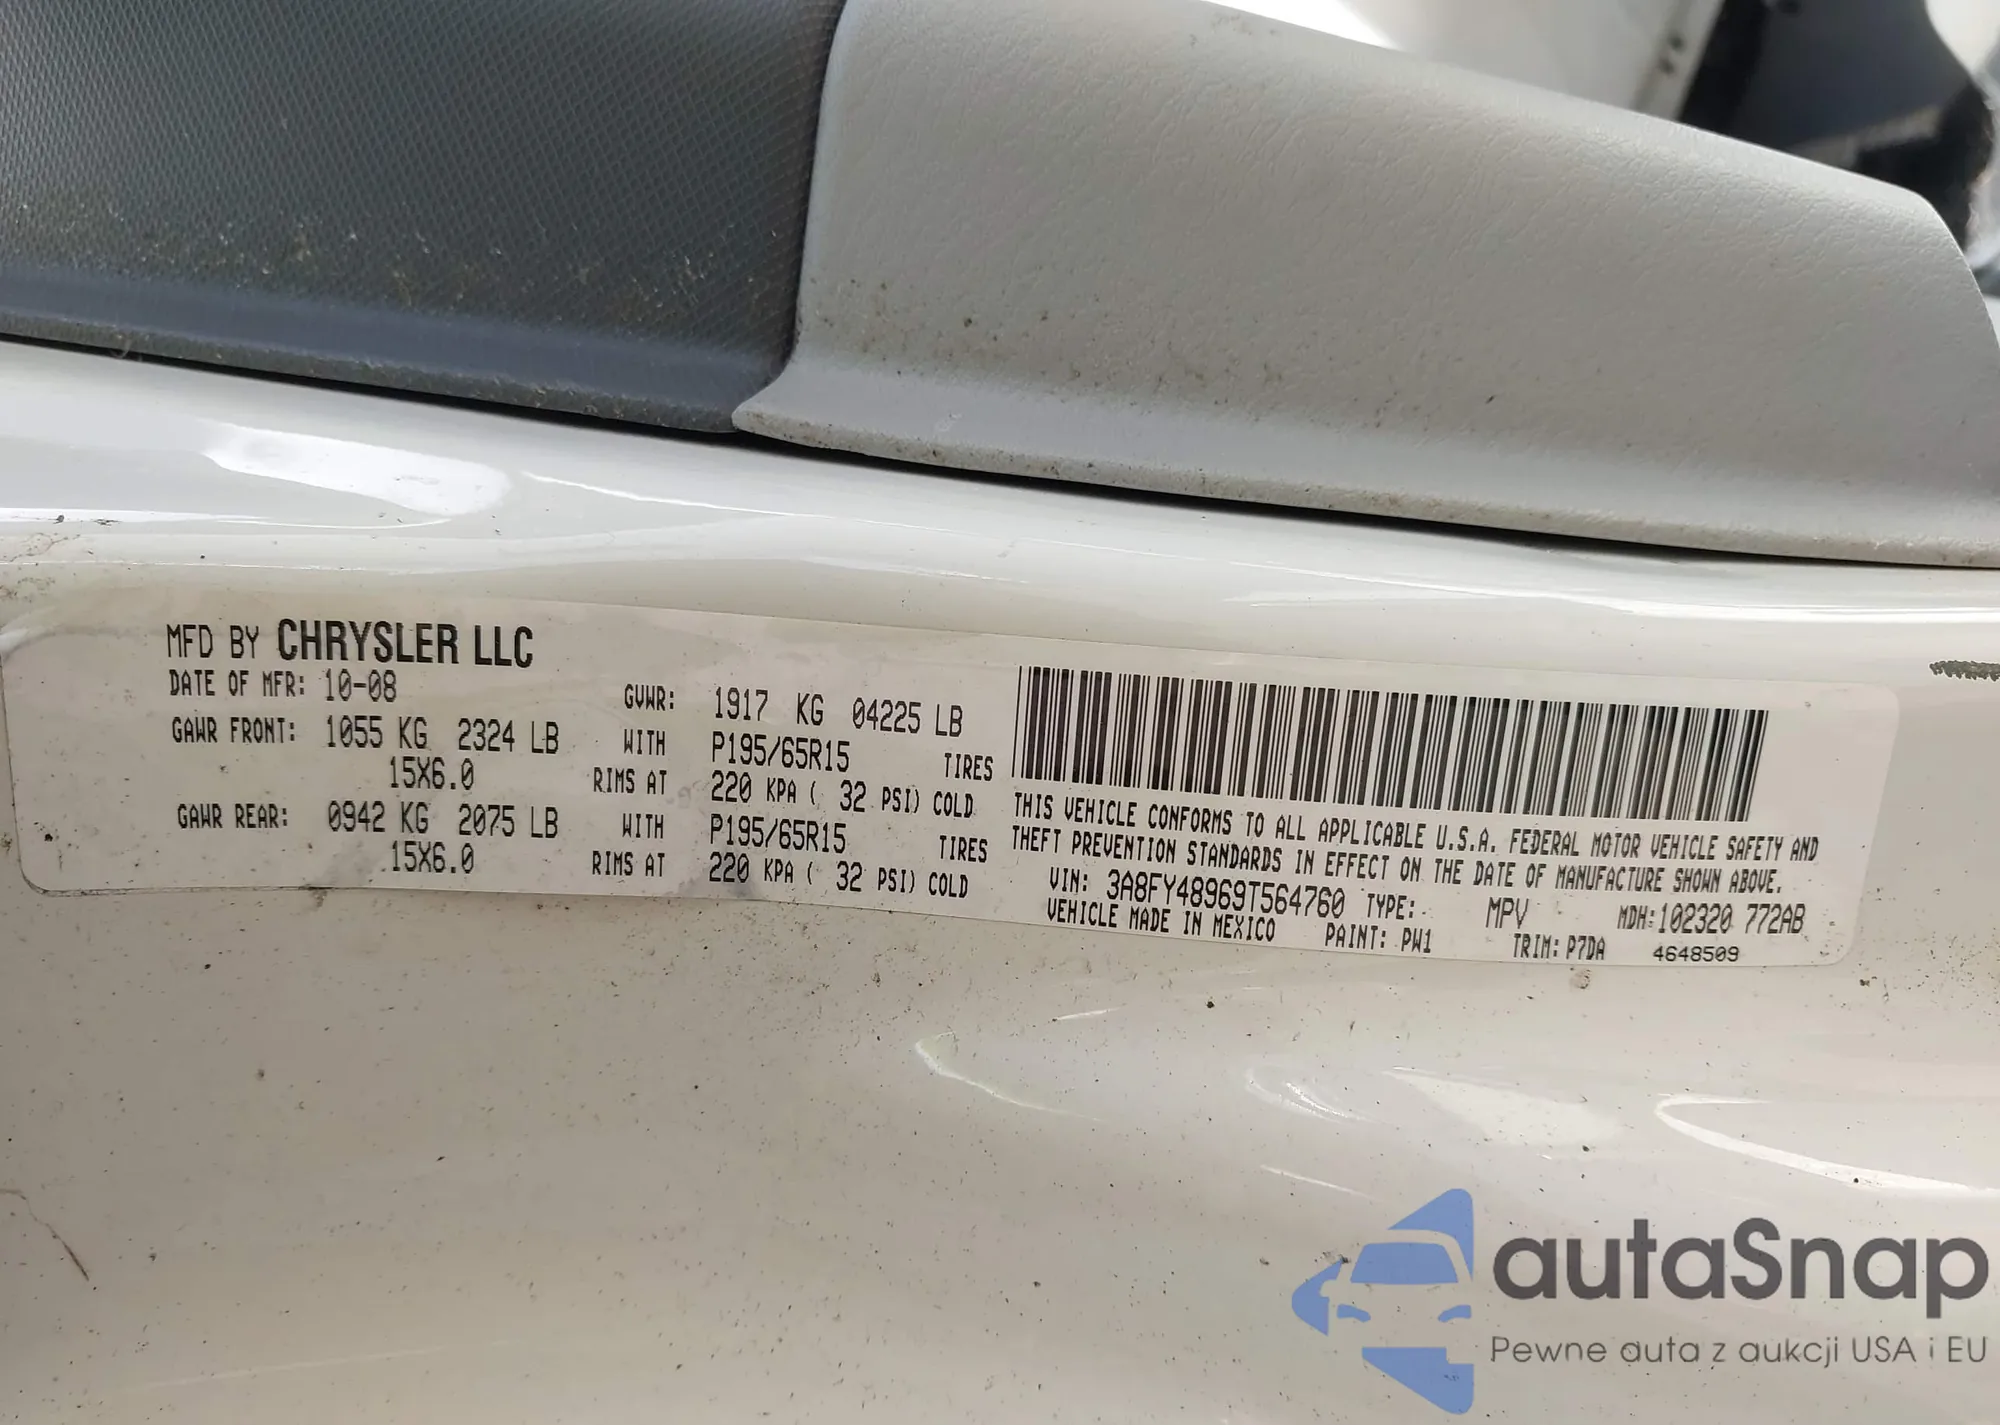 MFD BY CHRYSLER LLC
DATE OF MFR: 10-08 GVWR: 1917 KG 04225 LB
GAWR FRONT: 1055 KG 2324 LB WITH P195/65R15 TIRES
15X6.0 RIMS AT 220 KPA ( 32 PSI) COLD
GAWR REAR: 0942 KG 2075 LB WITH P195/65R15 TIRES
15X6.0 RIMS AT 220 KPA ( 32 PSI) COLD
THIS VEHICLE CONFORMS TO ALL APPLICABLE U.S.A. FEDERAL MOTOR VEHICLE SAFETY AND
THEFT PREVENTION STANDARDS IN EFFECT ON THE DATE OF MANUFACTURE SHOWN ABOVE.
VIN: 3A8FY48969T564760 TYPE: MPV MDH: 102320 772AB
VEHICLE MADE IN MEXICO PAINT: PW1 TRIM: P7DA 4648509
autaSnap
Pewne auta z aukcji USA i EU